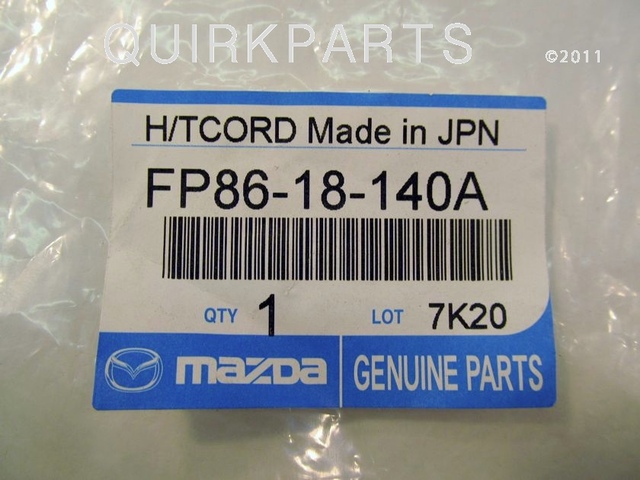 QUIRKPARTS
©2011
H/TCORD Made in JPN
FP86-18-140A
QTY 1 LOT 7K20
mazda GENUINE PARTS